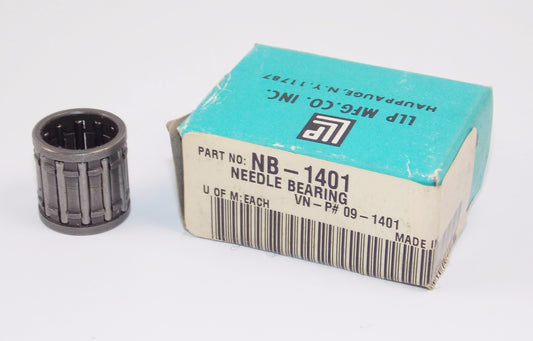 LLP MFG. CO. INC.
HAUPPAUGE, N.Y. 11787
LLP
PART NO: NB-1401
NEEDLE BEARING
U OF M: EACH VN-P# 09-1401
MADE I